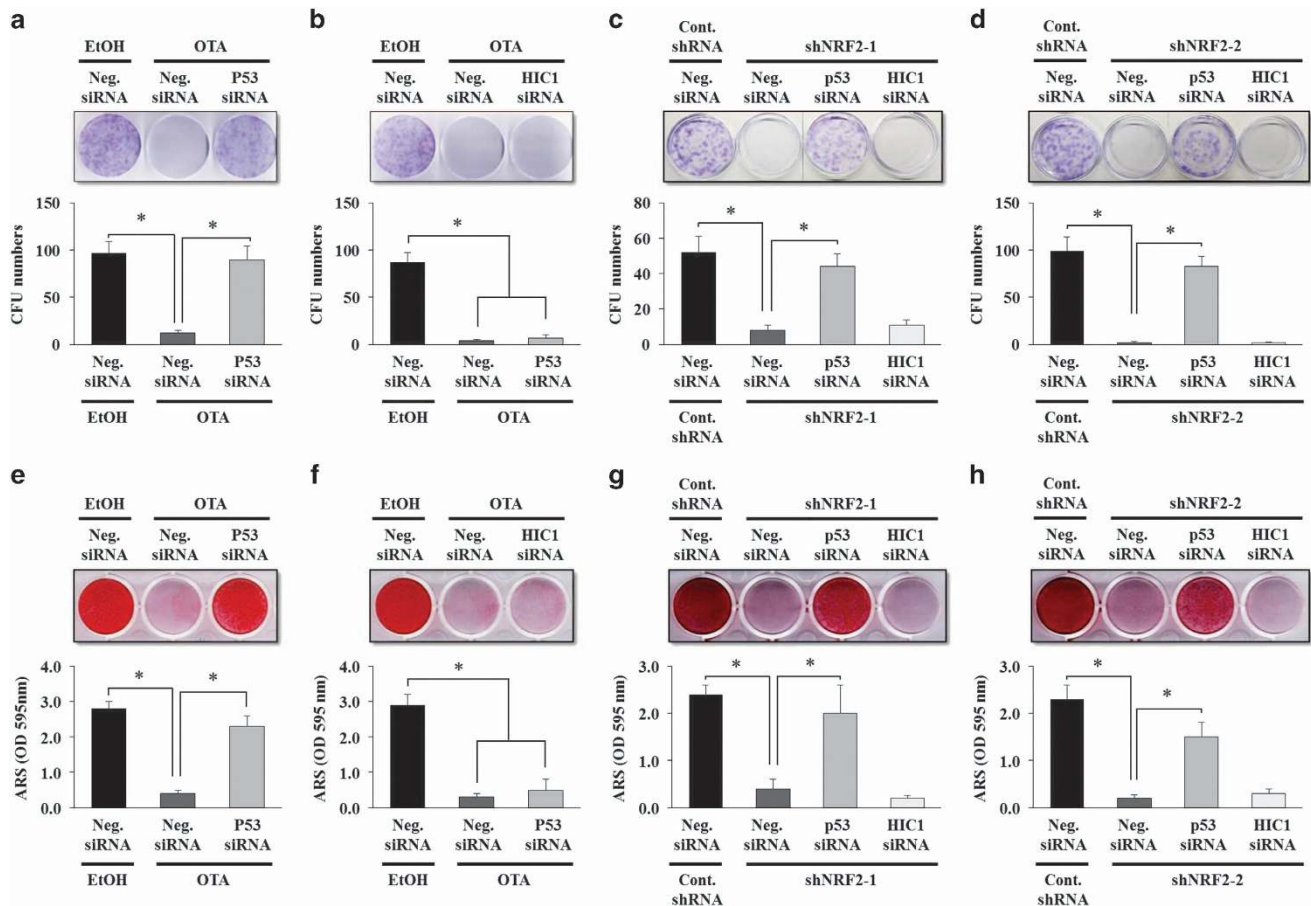 a
EtOH OTA
Neg. siRNA Neg. siRNA P53 siRNA
CFU numbers
150
100
50
0
* *
Neg. siRNA Neg. siRNA P53 siRNA
EtOH OTA
b
EtOH OTA
Neg. siRNA Neg. siRNA HIC1 siRNA
CFU numbers
150
100
50
0
*
Neg. siRNA Neg. siRNA P53 siRNA
EtOH OTA
c
Cont. shRNA shNRF2-1
Neg. siRNA Neg. siRNA p53 siRNA HIC1 siRNA
CFU numbers
80
60
40
20
0
* *
Neg. siRNA Neg. siRNA p53 siRNA HIC1 siRNA
Cont. shRNA shNRF2-1
d
Cont. shRNA shNRF2-2
Neg. siRNA Neg. siRNA p53 siRNA HIC1 siRNA
CFU numbers
150
100
50
0
* *
Neg. siRNA Neg. siRNA p53 siRNA HIC1 siRNA
Cont. shRNA shNRF2-2
e
EtOH OTA
Neg. siRNA Neg. siRNA P53 siRNA
ARS (OD 595nm)
4.0
3.0
2.0
1.0
0.0
* *
Neg. siRNA Neg. siRNA P53 siRNA
EtOH OTA
f
EtOH OTA
Neg. siRNA Neg. siRNA HIC1 siRNA
ARS (OD 595 nm)
4.0
3.0
2.0
1.0
0.0
*
Neg. siRNA Neg. siRNA P53 siRNA
EtOH OTA
g
Cont. shRNA shNRF2-1
Neg. siRNA Neg. siRNA p53 siRNA HIC1 siRNA
ARS (OD 595 nm)
3.0
2.0
1.0
0.0
* *
Neg. siRNA Neg. siRNA p53 siRNA HIC1 siRNA
Cont. shRNA shNRF2-1
h
Cont. shRNA shNRF2-2
Neg. siRNA Neg. siRNA p53 siRNA HIC1 siRNA
ARS (OD 595 nm)
3.0
2.0
1.0
0.0
* *
Neg. siRNA Neg. siRNA p53 siRNA HIC1 siRNA
Cont. shRNA shNRF2-2